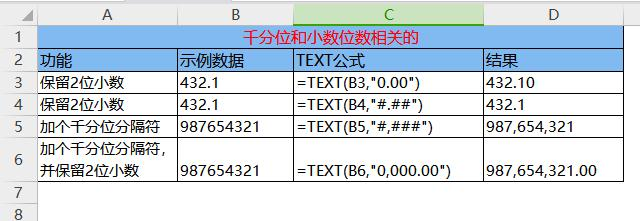 A B C D
1 千分位和小数位数相关的
2 功能 示例数据 TEXT公式 结果
3 保留2位小数 432.1 =TEXT(B3,"0.00") 432.10
4 保留2位小数 432.1 =TEXT(B4,"#.##") 432.1
5 加个千分位分隔符 987654321 =TEXT(B5,"#,###") 987,654,321
加个千分位分隔符，
6 并保留2位小数 987654321 =TEXT(B6,"0,000.00") 987,654,321.00
7
8